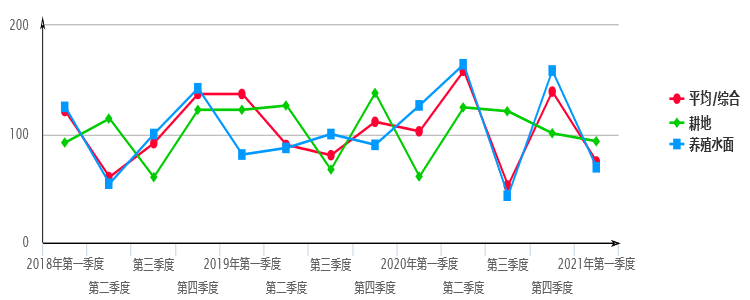 200
100
0
平均/综合
耕地
养殖水面
2018年第一季度
第二季度
第三季度
第四季度
2019年第一季度
第二季度
第三季度
第四季度
2020年第一季度
第二季度
第三季度
第四季度
2021年第一季度